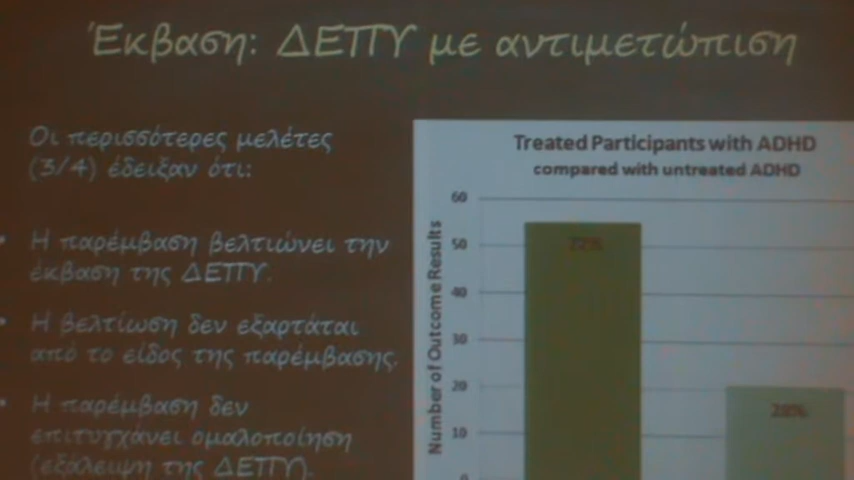 Έκβαση: ΔΕΠΥ με αντιμετώπιση
Οι περισσότερες μελέτες
(3/4) έδειξαν ότι:
• Η παρέμβαση βελτιώνει την
έκβαση της ΔΕΠΥ.
• Η βελτίωση δεν εξαρτάται
από το είδος της παρέμβασης.
• Η παρέμβαση δεν
επιτυγχάνει ομαλοποίηση
(εξάλειψη της ΔΕΠΥ).
Treated Participants with ADHD
compared with untreated ADHD
Number of Outcome Results
60
50
40
30
20
10
0
72%
28%